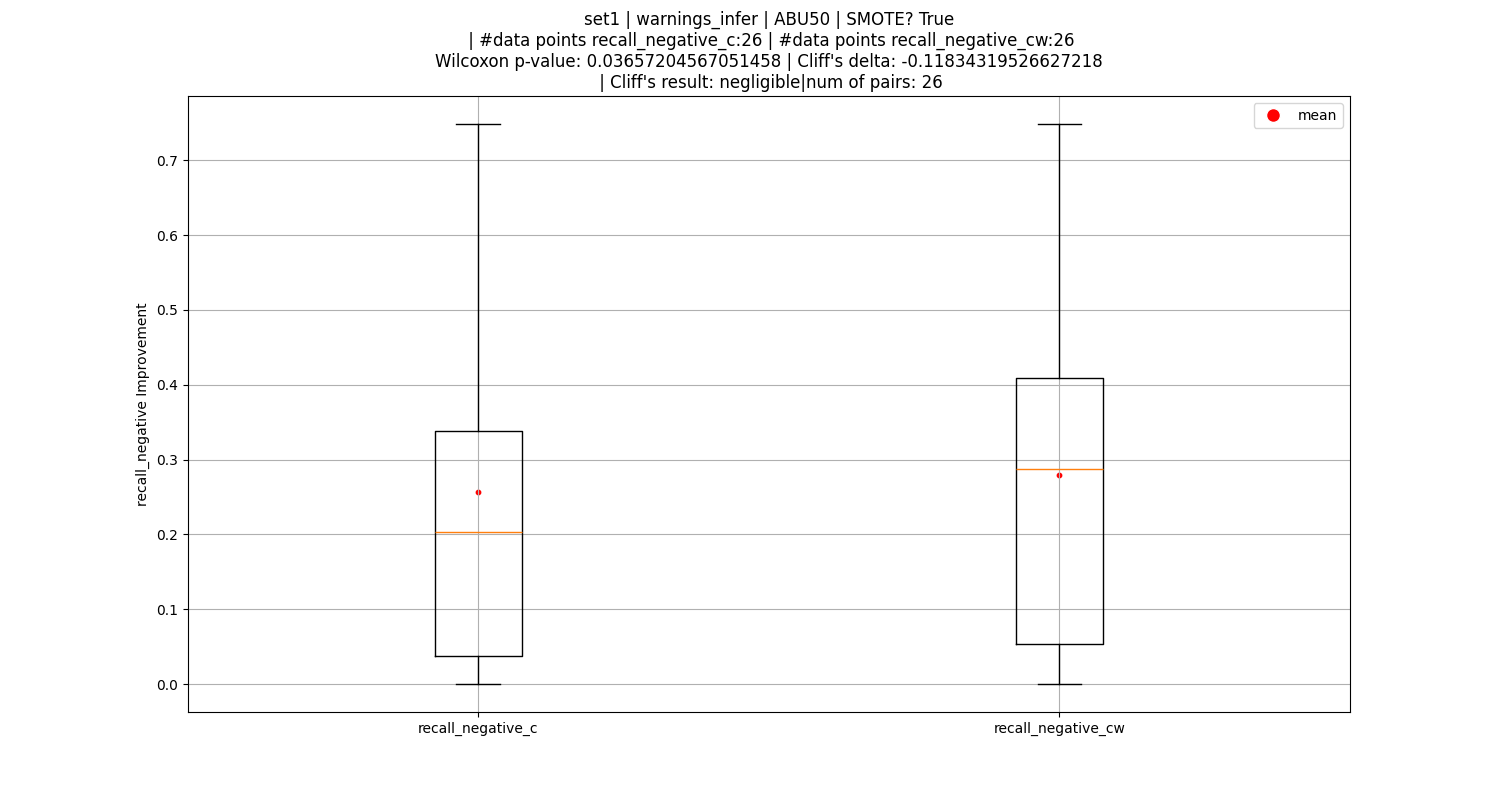 set1 | warnings_infer | ABU50 | SMOTE? True
| #data points recall_negative_c:26 | #data points recall_negative_cw:26
Wilcoxon p-value: 0.03657204567051458 | Cliff's delta: -0.11834319526627218
| Cliff's result: negligible|num of pairs: 26
mean
0.7
0.6
0.5
0.4
0.3
0.2
0.1
0.0
recall_negative Improvement
recall_negative_c
recall_negative_cw